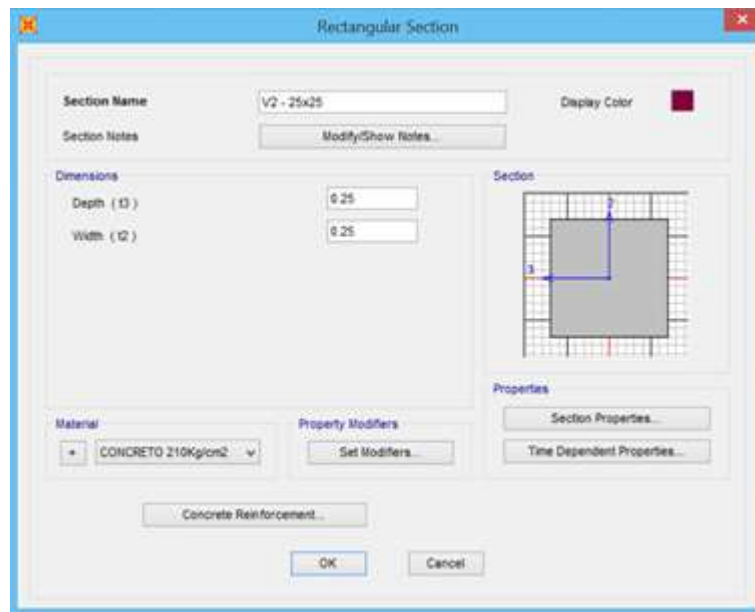 Rectangular Section
Section Name V2 - 25x25 Display Color
Section Notes Modify/Show Notes...
Dimensions
Depth ( t3 ) 0.25
Width ( t2 ) 0.25
Section
2
3
Properties
Section Properties...
Time Dependent Properties...
Material
+ CONCRETO 210Kg/cm2
Property Modifiers
Set Modifiers...
Concrete Reinforcement...
OK Cancel